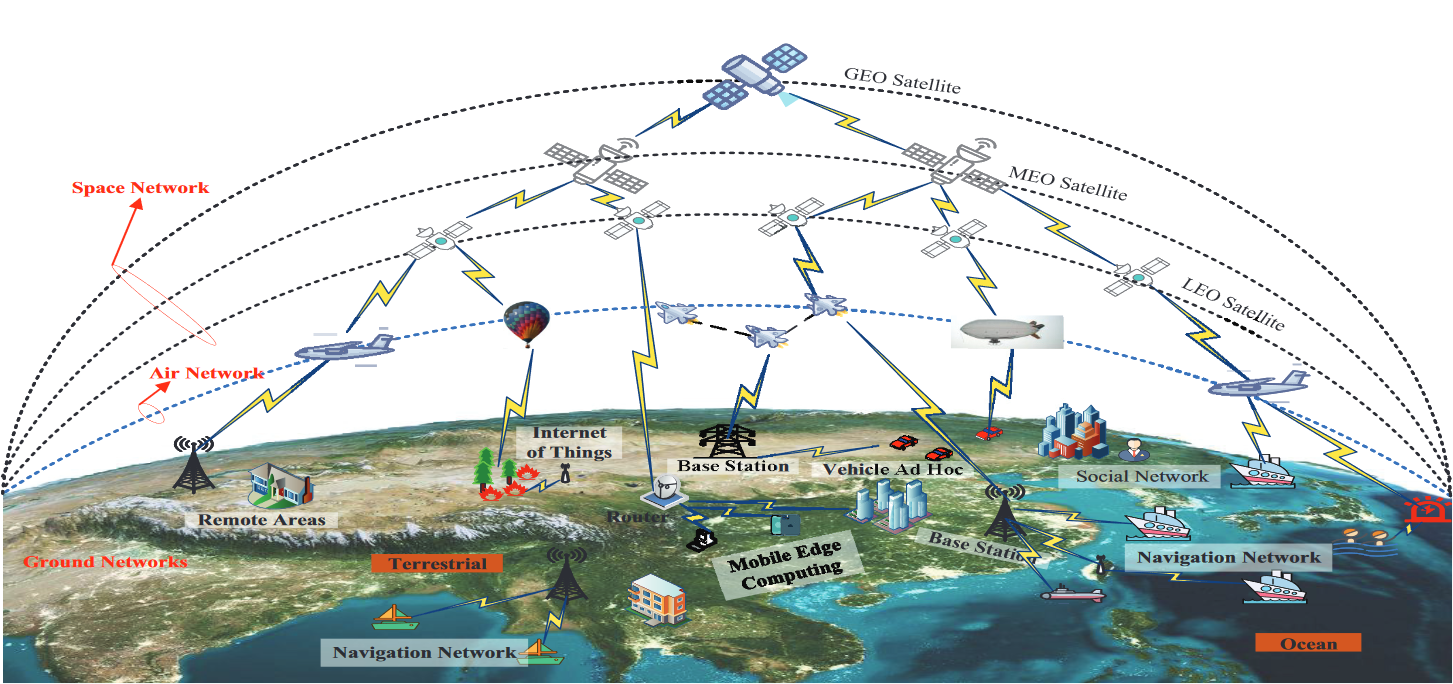 GEO Satellite
MEO Satellite
Space Network
LEO Satellite
Air Network
Internet
of Things
Base Station
Vehicle Ad Hoc
Social Network
Remote Areas
Router
Base Station
Mobile Edge
Computing
Navigation Network
Ground Networks
Terrestrial
Navigation Network
Ocean